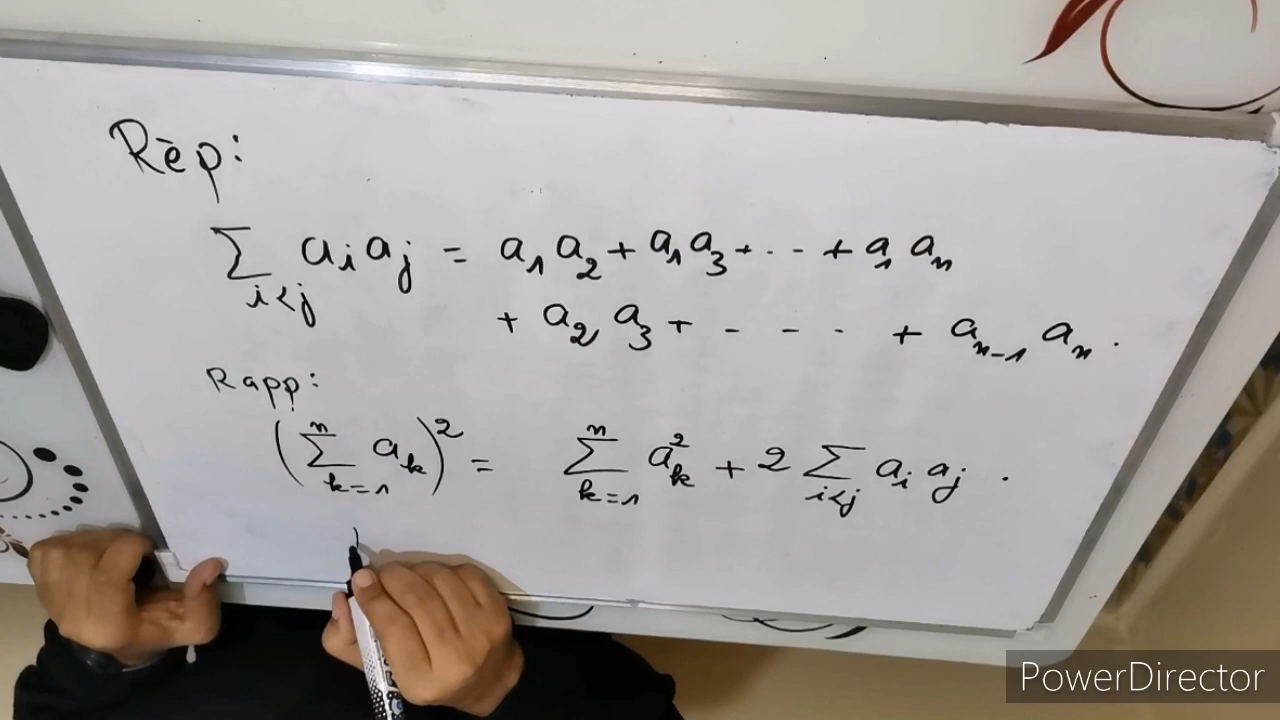 Rép:
∑_{i<j} a_i a_j = a_1 a_2 + a_1 a_3 + ... + a_1 a_n
+ a_2 a_3 + - - - + a_{n-1} a_n .
Rapp:
(∑_{k=1}^{n} a_k)^2 = ∑_{k=1}^{n} a_k^2 + 2 ∑_{i<j} a_i a_j .
PowerDirector